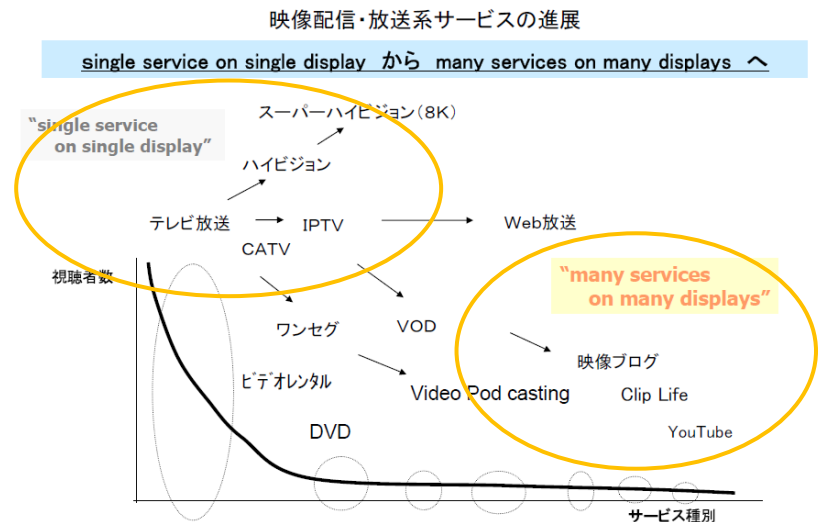 映像配信・放送系サービスの進展
single service on single display から many services on many displays へ
"single service
on single display"
スーパーハイビジョン(8K)
ハイビジョン
テレビ放送
IPTV
CATV
Web放送
視聴者数
"many services
on many displays"
ワンセグ
VOD
映像ブログ
ビデオレンタル
Video Pod casting
Clip Life
DVD
YouTube
サービス種別